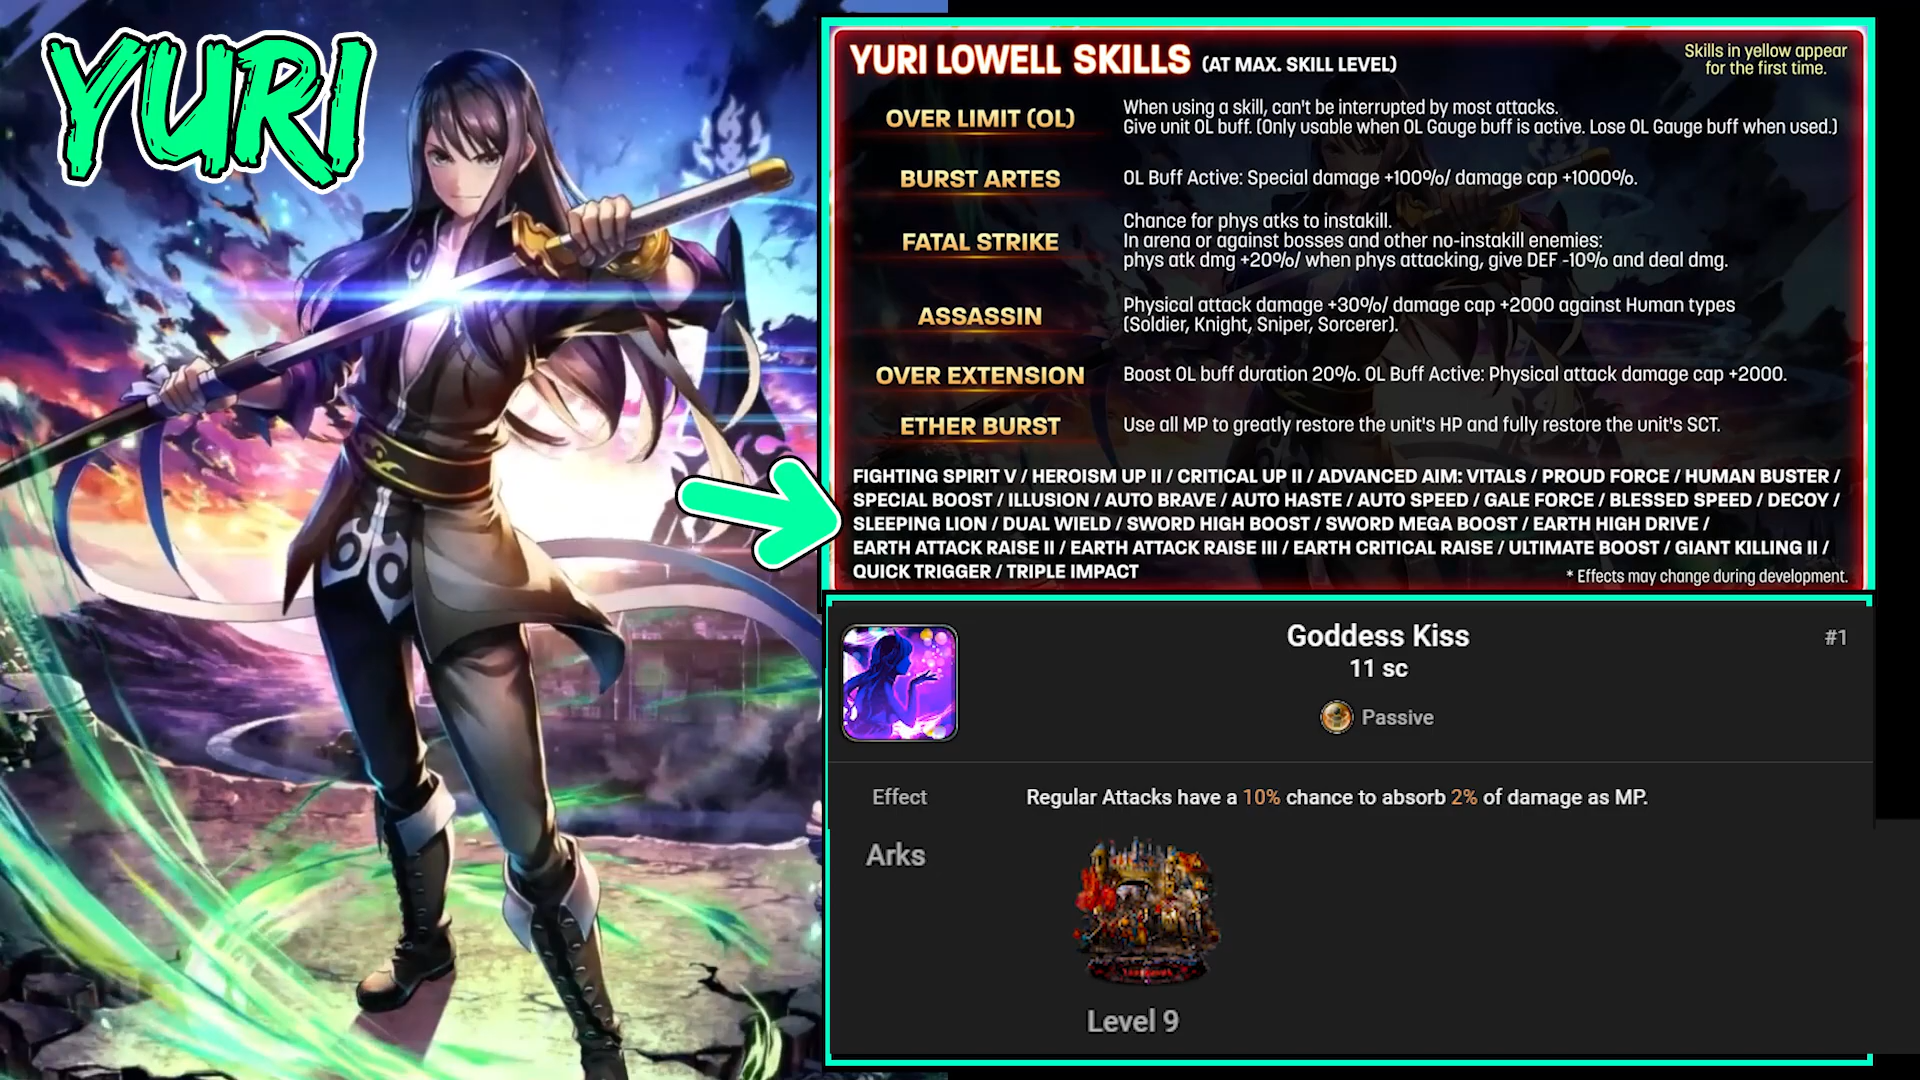 YURI
YURI LOWELL SKILLS (AT MAX. SKILL LEVEL)
Skills in yellow appear
for the first time.
OVER LIMIT (OL)
When using a skill, can't be interrupted by most attacks.
Give unit OL buff. (Only usable when OL Gauge buff is active. Lose OL Gauge buff when used.)
BURST ARTES
OL Buff Active: Special damage +100%/ damage cap +1000%.
FATAL STRIKE
Chance for phys atks to instakill.
In arena or against bosses and other no-instakill enemies:
phys atk dmg +20%/ when phys attacking, give DEF -10% and deal dmg.
ASSASSIN
Physical attack damage +30%/ damage cap +2000 against Human types
(Soldier, Knight, Sniper, Sorcerer).
OVER EXTENSION
Boost OL buff duration 20%. OL Buff Active: Physical attack damage cap +2000.
ETHER BURST
Use all MP to greatly restore the unit's HP and fully restore the unit's SCT.
FIGHTING SPIRIT V / HEROISM UP II / CRITICAL UP II / ADVANCED AIM: VITALS / PROUD FORCE / HUMAN BUSTER /
SPECIAL BOOST / ILLUSION / AUTO BRAVE / AUTO HASTE / AUTO SPEED / GALE FORCE / BLESSED SPEED / DECOY /
SLEEPING LION / DUAL WIELD / SWORD HIGH BOOST / SWORD MEGA BOOST / EARTH HIGH DRIVE /
EARTH ATTACK RAISE II / EARTH ATTACK RAISE III / EARTH CRITICAL RAISE / ULTIMATE BOOST / GIANT KILLING II /
QUICK TRIGGER / TRIPLE IMPACT
* Effects may change during development.
Goddess Kiss
#1
11 sc
Passive
Effect
Regular Attacks have a 10% chance to absorb 2% of damage as MP.
Arks
Level 9